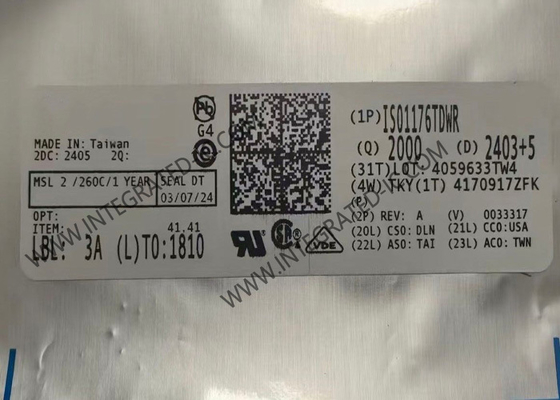 Pb
G4
MADE IN: Taiwan
2DC: 2405 2Q:
MSL 2 /260C/1 YEAR
SEAL DT
03/07/24
OPT:
ITEM: 41.41
LBL: 3A (L)TO:1810
VDE
(1P) ISO1176TDWR
(Q) 2000 (D) 2403+5
(31T)LOT: 4059633TW4
(4W) TKY(1T) 4170917ZFK
(P)
(2P) REV: A (V) 0033317
(20L) CSO:DLN (21L) CCO:USA
(22L) ASO:TAI (23L) ACO:TWN